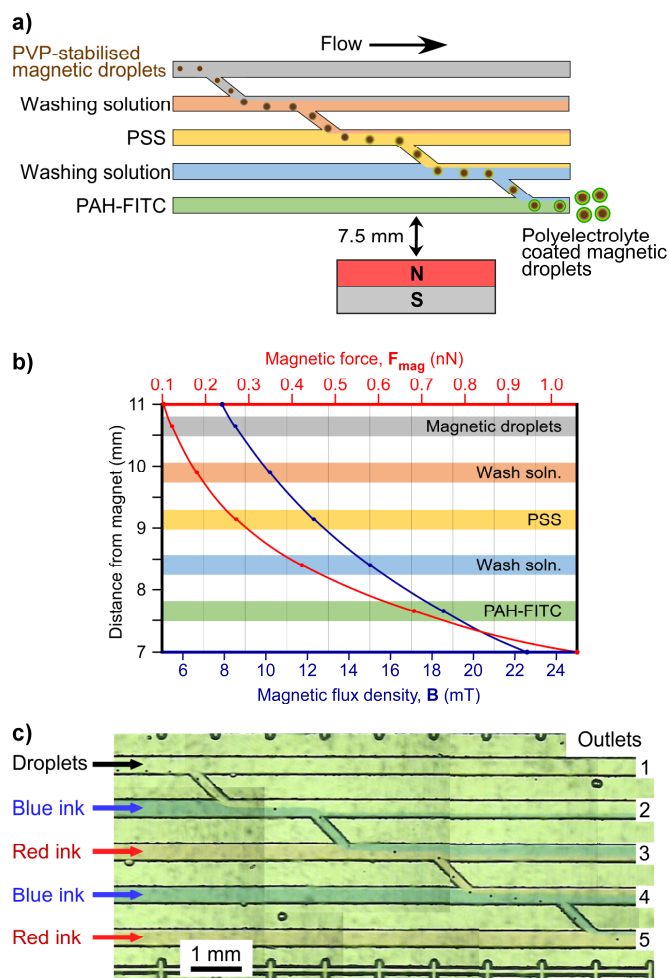 a)
Flow
PVP-stabilised
magnetic droplets
Washing solution
PSS
Washing solution
PAH-FITC
7.5 mm
Polyelectrolyte
coated magnetic
droplets
N
S
b)
Magnetic force, Fmag (nN)
0.1 0.2 0.3 0.4 0.5 0.6 0.7 0.8 0.9 1.0
Distance from magnet (mm)
11
10
9
8
7
Magnetic droplets
Wash soln.
PSS
Wash soln.
PAH-FITC
6 8 10 12 14 16 18 20 22 24
Magnetic flux density, B (mT)
c)
Outlets
Droplets
1
Blue ink
2
Red ink
3
Blue ink
4
Red ink
5
1 mm